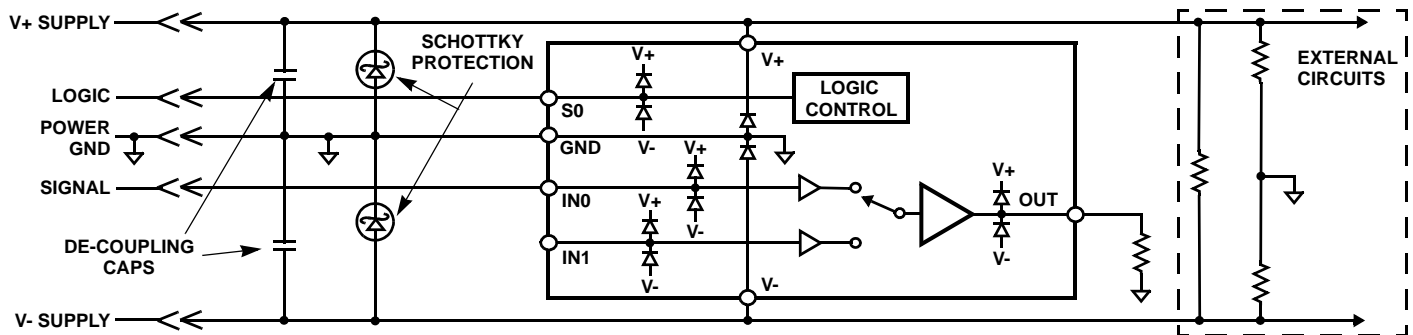 V+ SUPPLY
LOGIC
POWER
GND
SIGNAL
DE-COUPLING
CAPS
V- SUPPLY
SCHOTTKY
PROTECTION
V+
V+
S0
LOGIC
CONTROL
V-
GND
V+
IN0
V+
V-
IN1
V-
V+
OUT
V-
V-
EXTERNAL
CIRCUITS